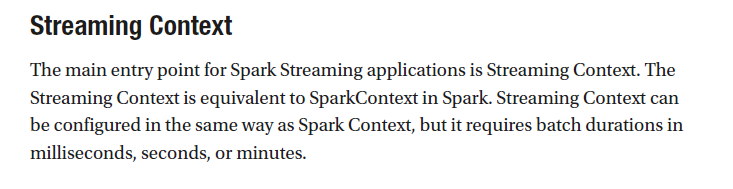 Streaming Context
The main entry point for Spark Streaming applications is Streaming Context. The
Streaming Context is equivalent to SparkContext in Spark. Streaming Context can
be configured in the same way as Spark Context, but it requires batch durations in
milliseconds, seconds, or minutes.